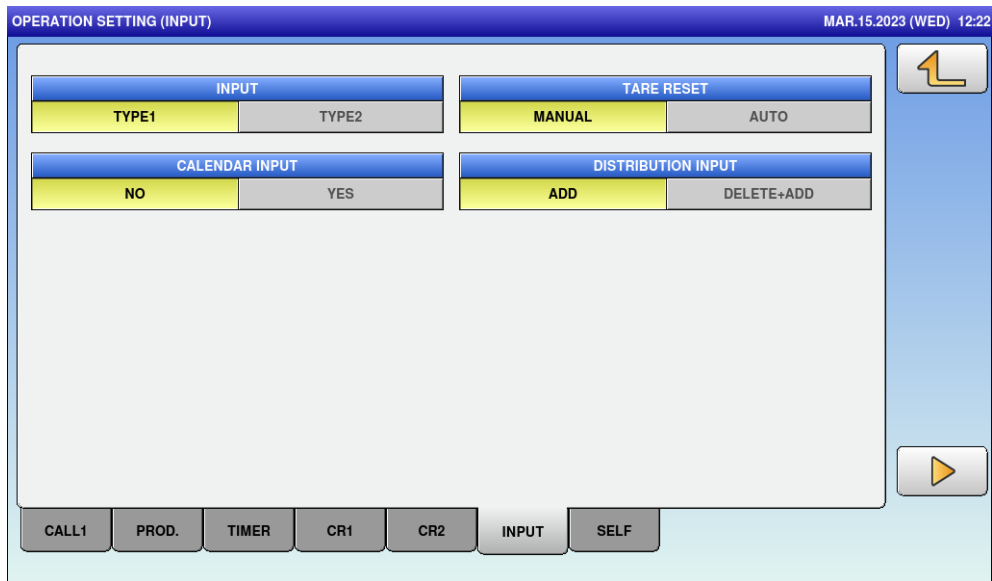 OPERATION SETTING (INPUT) MAR.15.2023 (WED) 12:22
INPUT TARE RESET
TYPE1 TYPE2 MANUAL AUTO
CALENDAR INPUT DISTRIBUTION INPUT
NO YES ADD DELETE+ADD
CALL1 PROD. TIMER CR1 CR2 INPUT SELF